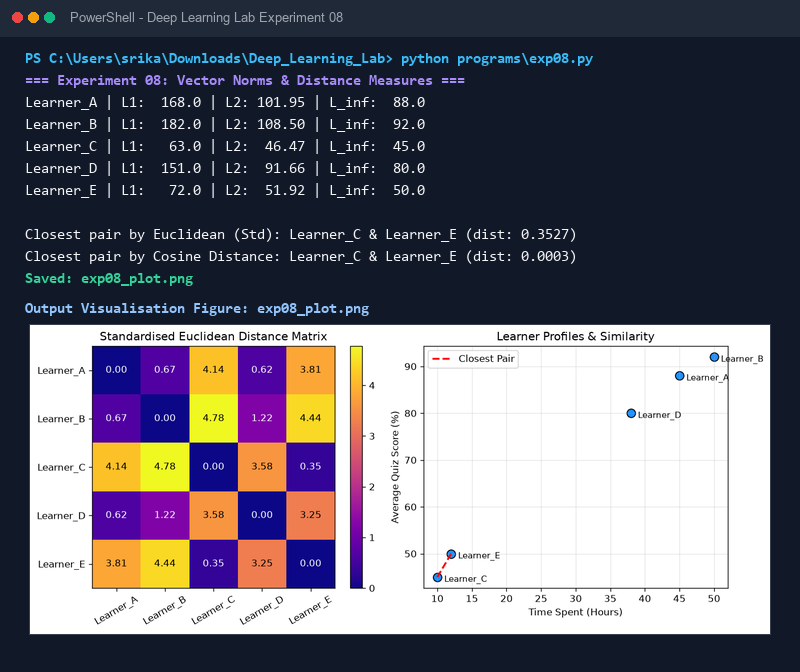 PowerShell - Deep Learning Lab Experiment 08
PS C:\Users\srika\Downloads\Deep_Learning_Lab> python programs\exp08.py
=== Experiment 08: Vector Norms & Distance Measures ===
Learner_A | L1:  168.0 | L2: 101.95 | L_inf:  88.0
Learner_B | L1:  182.0 | L2: 108.50 | L_inf:  92.0
Learner_C | L1:   63.0 | L2:  46.47 | L_inf:  45.0
Learner_D | L1:  151.0 | L2:  91.66 | L_inf:  80.0
Learner_E | L1:   72.0 | L2:  51.92 | L_inf:  50.0
Closest pair by Euclidean (Std): Learner_C & Learner_E (dist: 0.3527)
Closest pair by Cosine Distance: Learner_C & Learner_E (dist: 0.0003)
Saved: exp08_plot.png
Output Visualisation Figure: exp08_plot.png
Standardised Euclidean Distance Matrix
Learner_A 0.00 0.67 4.14 0.62 3.81
Learner_B 0.67 0.00 4.78 1.22 4.44
Learner_C 4.14 4.78 0.00 3.58 0.35
Learner_D 0.62 1.22 3.58 0.00 3.25
Learner_E 3.81 4.44 0.35 3.25 0.00
Learner_A Learner_B Learner_C Learner_D Learner_E
4
3
2
1
0
Learner Profiles & Similarity
Closest Pair
Average Quiz Score (%)
90
80
70
60
50
Learner_B
Learner_A
Learner_D
Learner_E
Learner_C
10 15 20 25 30 35 40 45 50
Time Spent (Hours)